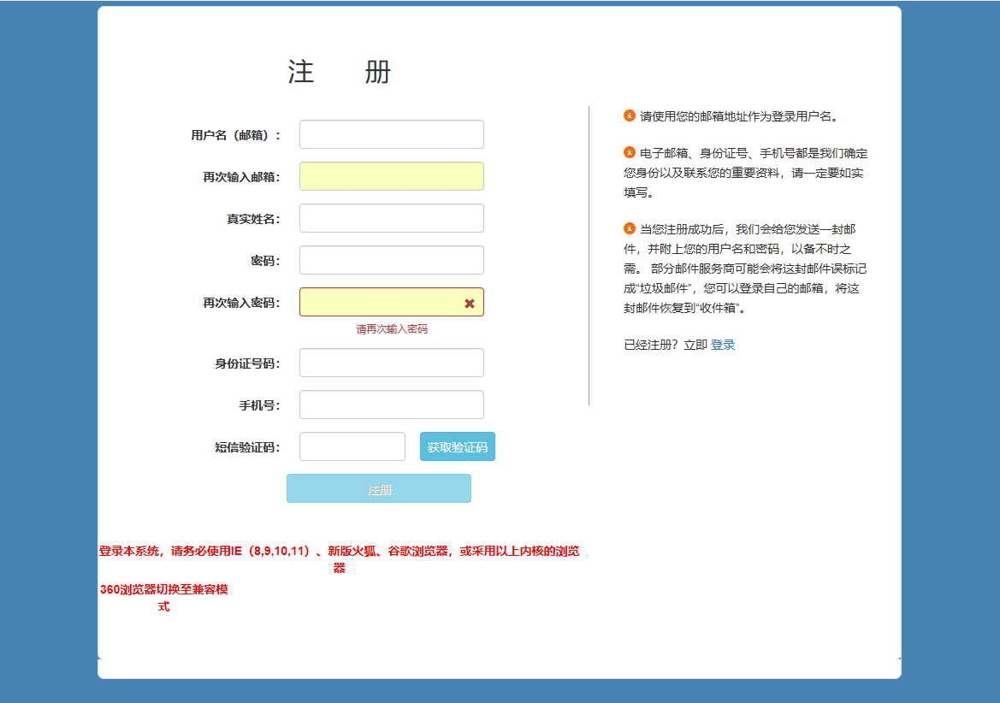 注 册
用户名（邮箱）：
再次输入邮箱：
真实姓名：
密码：
再次输入密码：
请再次输入密码
身份证号码：
手机号：
短信验证码：
获取验证码
注册
请使用您的邮箱地址作为登录用户名。
电子邮箱、身份证号、手机号都是我们确定
您身份以及联系您的重要资料，请一定要如实
填写。
当您注册成功后，我们会给您发送一封邮
件，并附上您的用户名和密码，以备不时之
需。 部分邮件服务商可能会将这封邮件误标记
成“垃圾邮件”，您可以登录自己的邮箱，将这
封邮件恢复到“收件箱”。
已经注册？立即 登录
登录本系统，请务必使用IE（8,9,10,11）、新版火狐、谷歌浏览器，或采用以上内核的浏览
器
360浏览器切换至兼容模
式